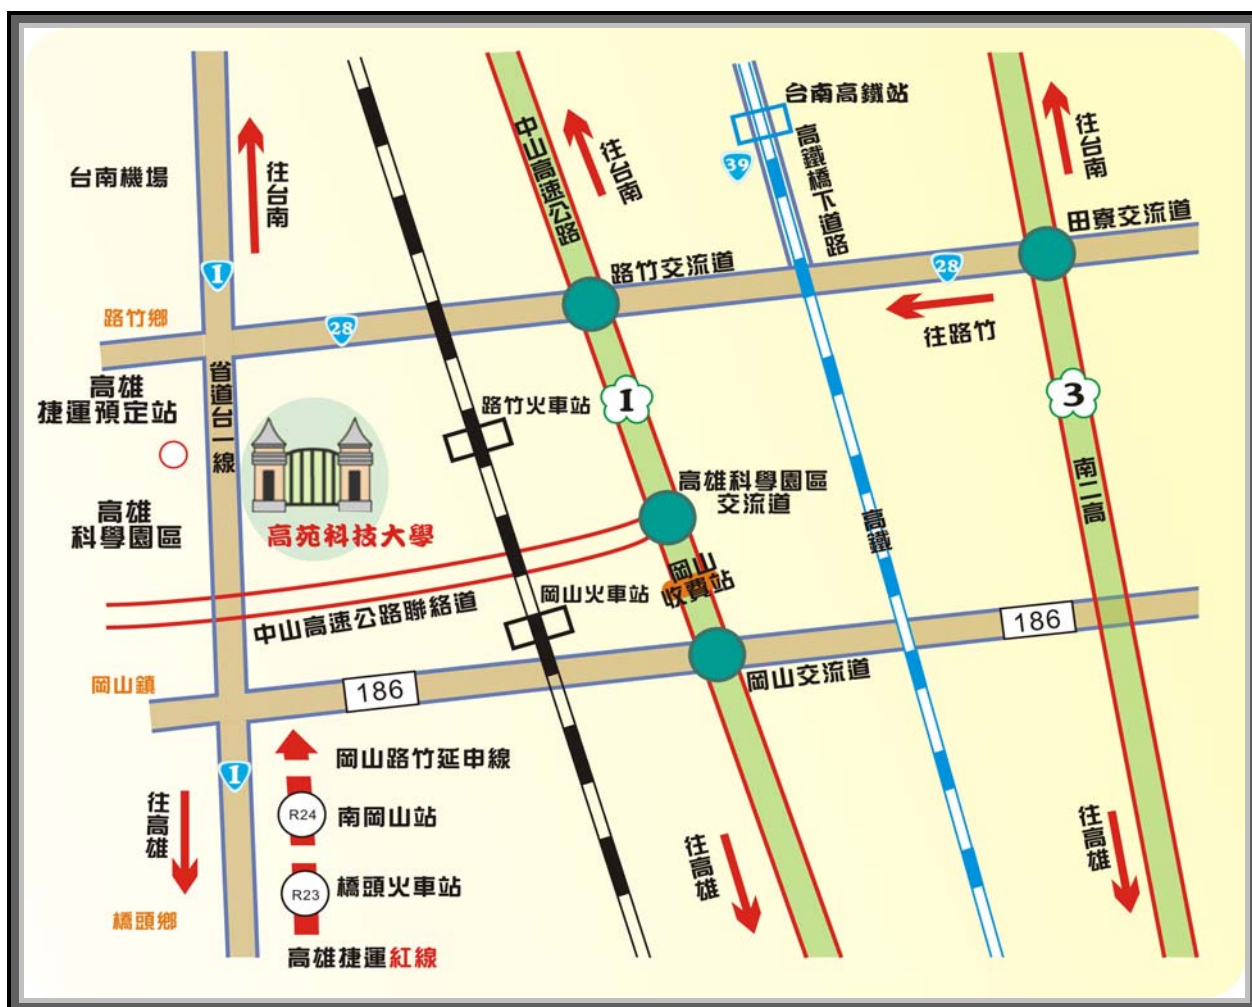 台南高鐵站
中山高速公路
往台南
39
高鐵橋下道路
往台南
往台南
台南機場
田寮交流道
路竹交流道
1
28
路竹鄉
28
往路竹
高雄
捷運預定站
省道台一線
路竹火車站
1
3
高雄科學園區
交流道
南二高
高雄
科學園區
高苑科技大學
高鐵
岡山
收費站
岡山火車站
中山高速公路聯絡道
186
岡山鎮
186
岡山交流道
岡山路竹延申線
1
往高雄
R24
南岡山站
往高雄
往高雄
R23
橋頭火車站
橋頭鄉
高雄捷運紅線